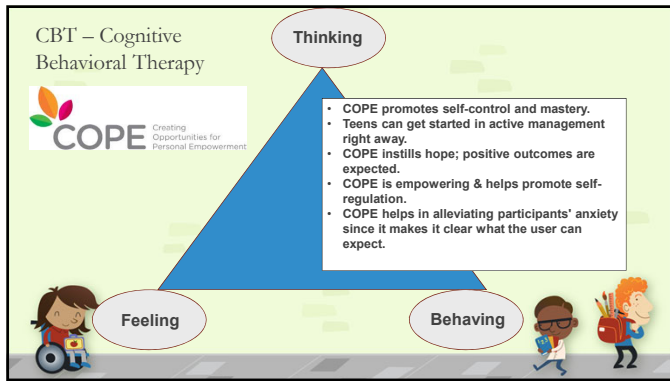 CBT – Cognitive
Behavioral Therapy
Thinking
COPE
Creating
Opportunities for
Personal Empowerment
• COPE promotes self-control and mastery.
• Teens can get started in active management
right away.
• COPE instills hope; positive outcomes are
expected.
• COPE is empowering & helps promote self-
regulation.
• COPE helps in alleviating participants' anxiety
since it makes it clear what the user can
expect.
Feeling
Behaving